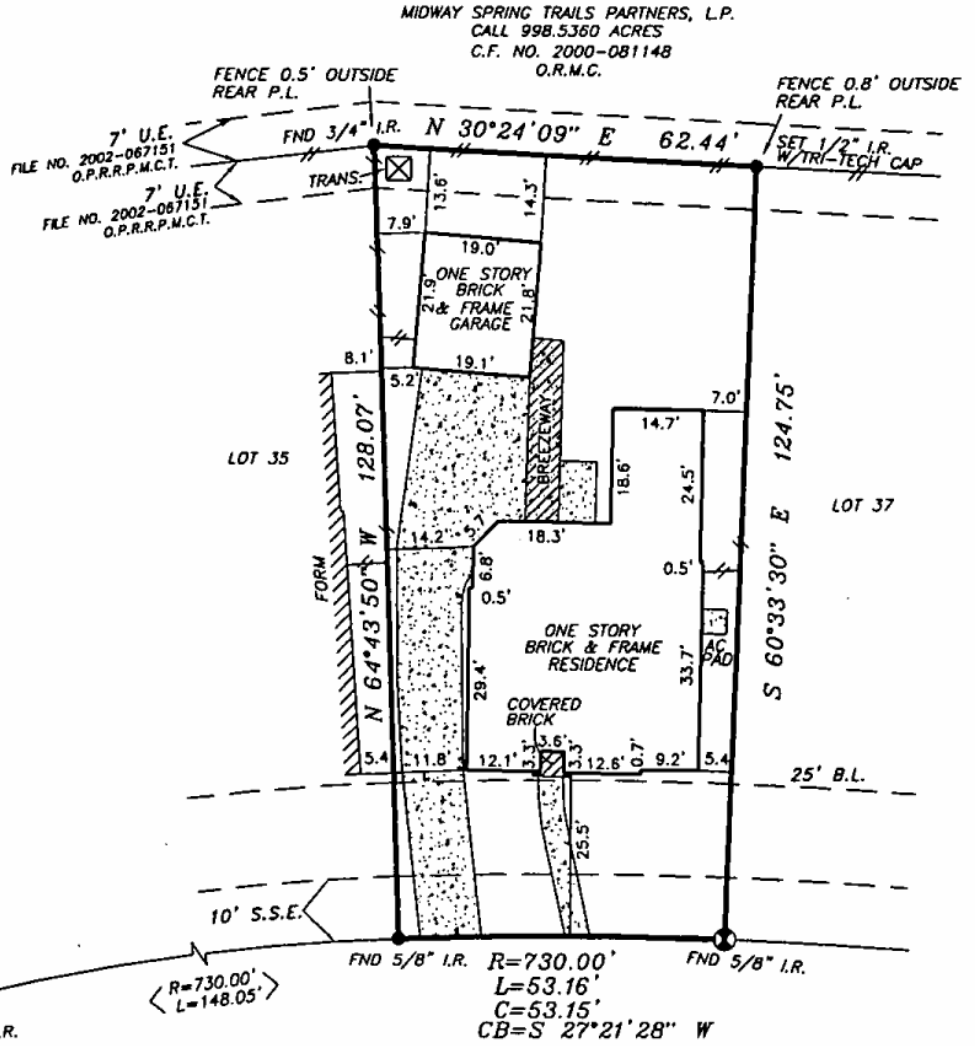 MIDWAY SPRING TRAILS PARTNERS, L.P.
CALL 998.5360 ACRES
C.F. NO. 2000-081148
O.R.M.C.
FENCE 0.5' OUTSIDE
REAR P.L.
FENCE 0.8' OUTSIDE
REAR P.L.
7' U.E.
FILE NO. 2002-067151
O.P.R.R.P.M.C.T.
FND 3/4" I.R.
N 30°24'09" E 62.44'
SET 1/2" I.R.
W/TRI-TECH CAP
7' U.E.
FILE NO. 2002-067151
O.P.R.R.P.M.C.T.
TRANS.
13.6'
14.3'
7.9'
19.0'
ONE STORY
BRICK
& FRAME
GARAGE
21.9'
21.8'
8.1'
19.1'
5.2'
BREEZEWAY
7.0'
14.7'
18.6'
24.5'
LOT 35
LOT 37
N 64°43'50" W 128.07'
S 60°33'30" E 124.75'
FORM
14.2'
5.7'
18.3'
6.8'
0.5'
0.5'
ONE STORY
BRICK & FRAME
RESIDENCE
AC
PAD
29.4'
33.7'
COVERED
BRICK
5.4
11.8'
12.1'
3.3'
3.6'
3.3'
12.6'
0.7'
9.2'
5.4
25' B.L.
25.5'
10' S.S.E.
FND 5/8" I.R.
R=730.00'
L=53.16'
C=53.15'
CB=S 27°21'28" W
FND 5/8" I.R.
R=730.00'
L=148.05'
R.